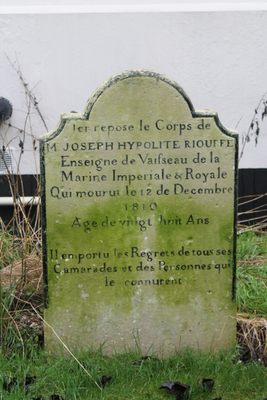 Icr repose le Corps de
M. JOSEPH HYPOLITE RIOUFFE
Enseigne de Vaisseau de la
Marine Imperiale & Royale
Qui mourut le 12 de Decembre
1810
Age de vnigt huit Ans
Il emporta les Regrets de tous ses
Camarades et des Personnes qui
le connurent